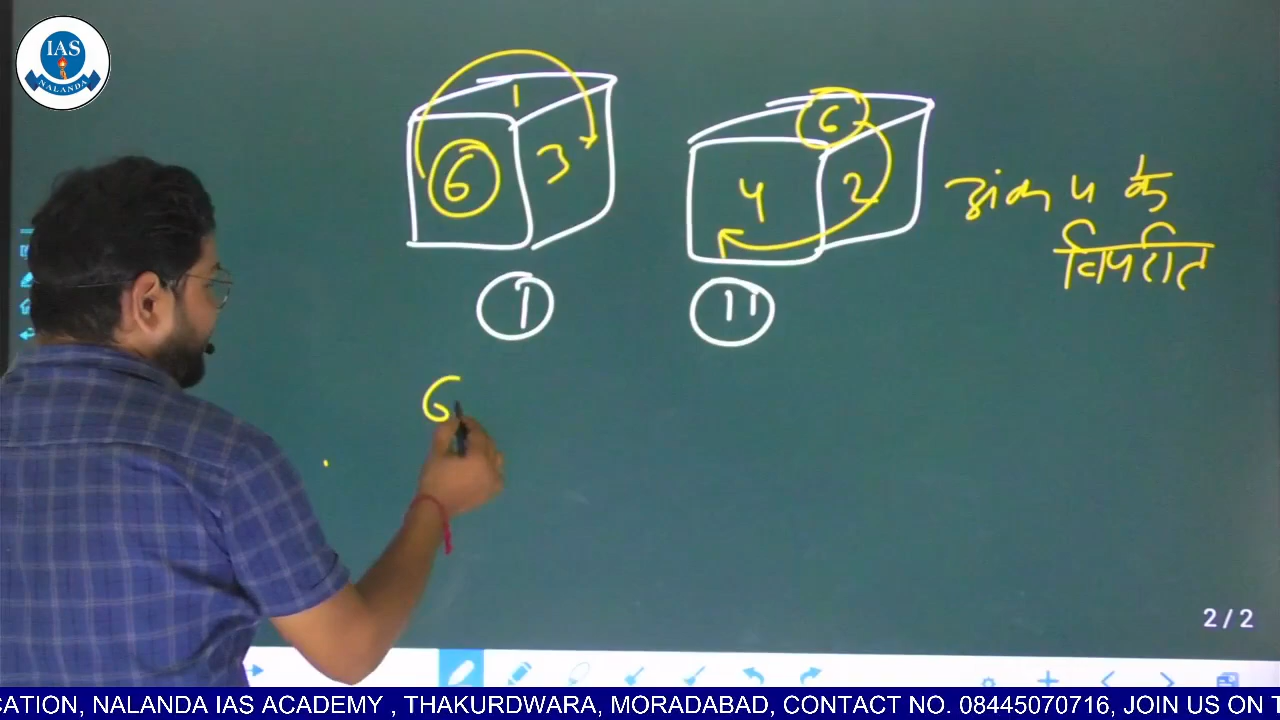 IAS
NALANDA
1
6
3
6
4
2
अंक 4 के
विपरीत
I
II
6
2 / 2
CATION, NALANDA IAS ACADEMY , THAKURDWARA, MORADABAD, CONTACT NO. 08445070716, JOIN US ON T